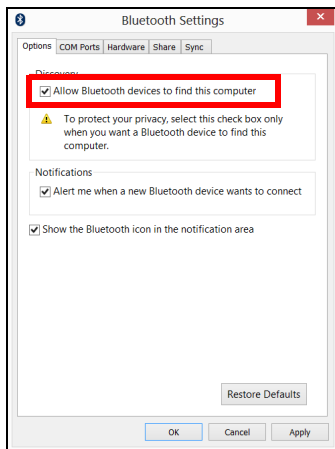 Bluetooth Settings
Options COM Ports Hardware Share Sync
Discovery
Allow Bluetooth devices to find this computer
To protect your privacy, select this check box only
when you want a Bluetooth device to find this
computer.
Notifications
Alert me when a new Bluetooth device wants to connect
Show the Bluetooth icon in the notification area
Restore Defaults
OK Cancel Apply